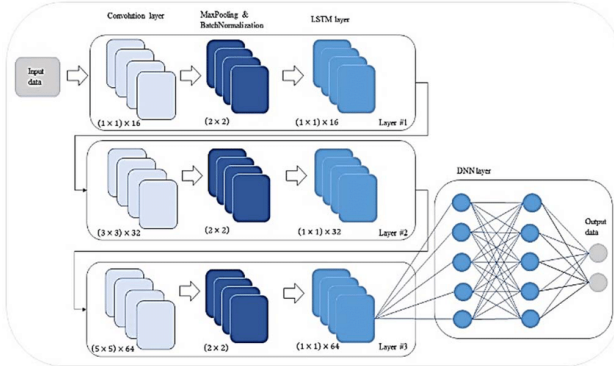 Convolution layer
MaxPooling &
BatchNormalization
LSTM layer
Input
data
(1 × 1) × 16
(2 × 2)
(1 × 1) × 16
Layer #1
(3 × 3) × 32
(2 × 2)
(1 × 1) × 32
Layer #2
(5 × 5) × 64
(2 × 2)
(1 × 1) × 64
Layer #3
DNN layer
Output
data